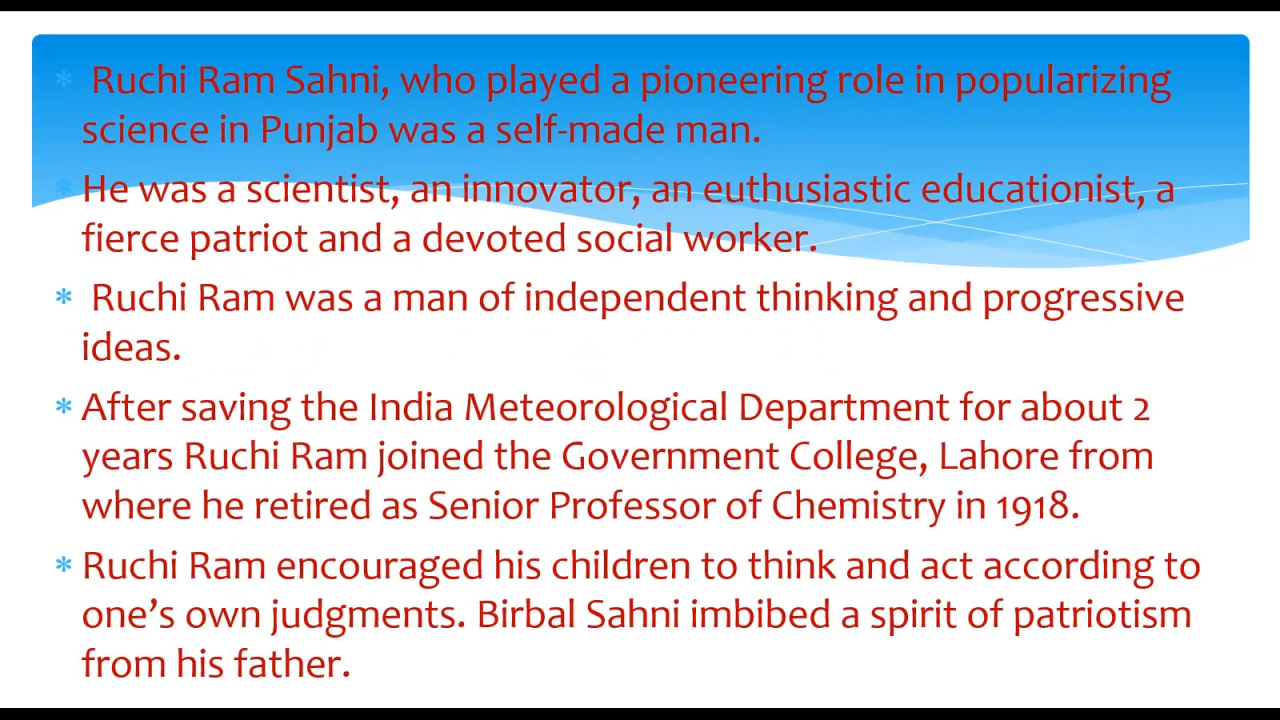 * Ruchi Ram Sahni, who played a pioneering role in popularizing
science in Punjab was a self-made man.
* He was a scientist, an innovator, an euthusiastic educationist, a
fierce patriot and a devoted social worker.
* Ruchi Ram was a man of independent thinking and progressive
ideas.
* After saving the India Meteorological Department for about 2
years Ruchi Ram joined the Government College, Lahore from
where he retired as Senior Professor of Chemistry in 1918.
* Ruchi Ram encouraged his children to think and act according to
one's own judgments. Birbal Sahni imbibed a spirit of patriotism
from his father.